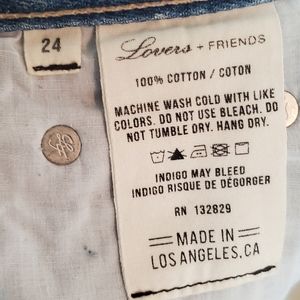 24
Lovers + FRIENDS
100% COTTON / COTON
MACHINE WASH COLD WITH LIKE
COLORS. DO NOT USE BLEACH. DO
NOT TUMBLE DRY. HANG DRY.
INDIGO MAY BLEED
INDIGO RISQUE DE DÉGORGER
RN 132829
MADE IN
LOS ANGELES, CA